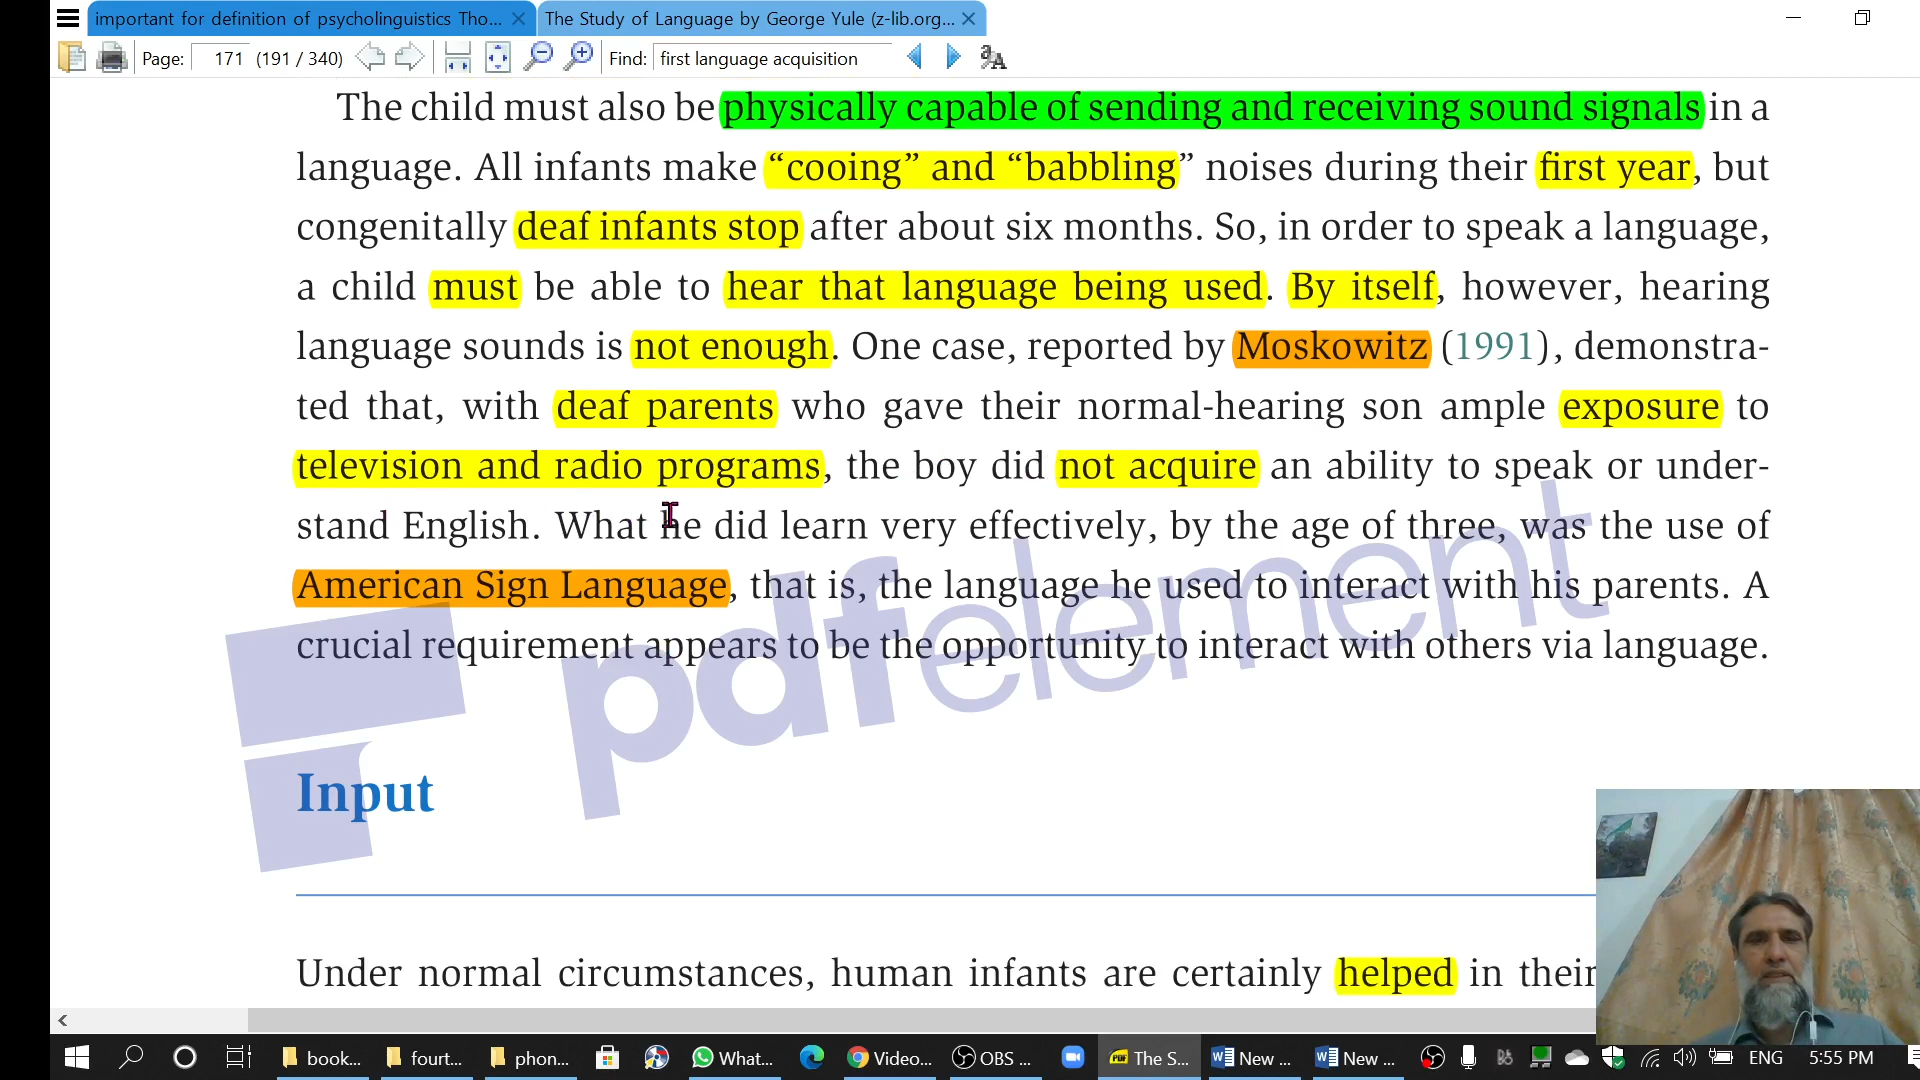 important for definition of psycholinguistics Tho...
The Study of Language by George Yule (z-lib.org...
Page: 171 (191 / 340) Find: first language acquisition
The child must also be physically capable of sending and receiving sound signals in a
language. All infants make “cooing” and “babbling” noises during their first year, but
congenitally deaf infants stop after about six months. So, in order to speak a language,
a child must be able to hear that language being used. By itself, however, hearing
language sounds is not enough. One case, reported by Moskowitz (1991), demonstra-
ted that, with deaf parents who gave their normal-hearing son ample exposure to
television and radio programs, the boy did not acquire an ability to speak or under-
stand English. What he did learn very effectively, by the age of three, was the use of
American Sign Language, that is, the language he used to interact with his parents. A
crucial requirement appears to be the opportunity to interact with others via language.
pdfelement
Input
Under normal circumstances, human infants are certainly helped in their
book... fourt... phon... What... Video... OBS ... The S... New ... New ... ENG 5:55 PM